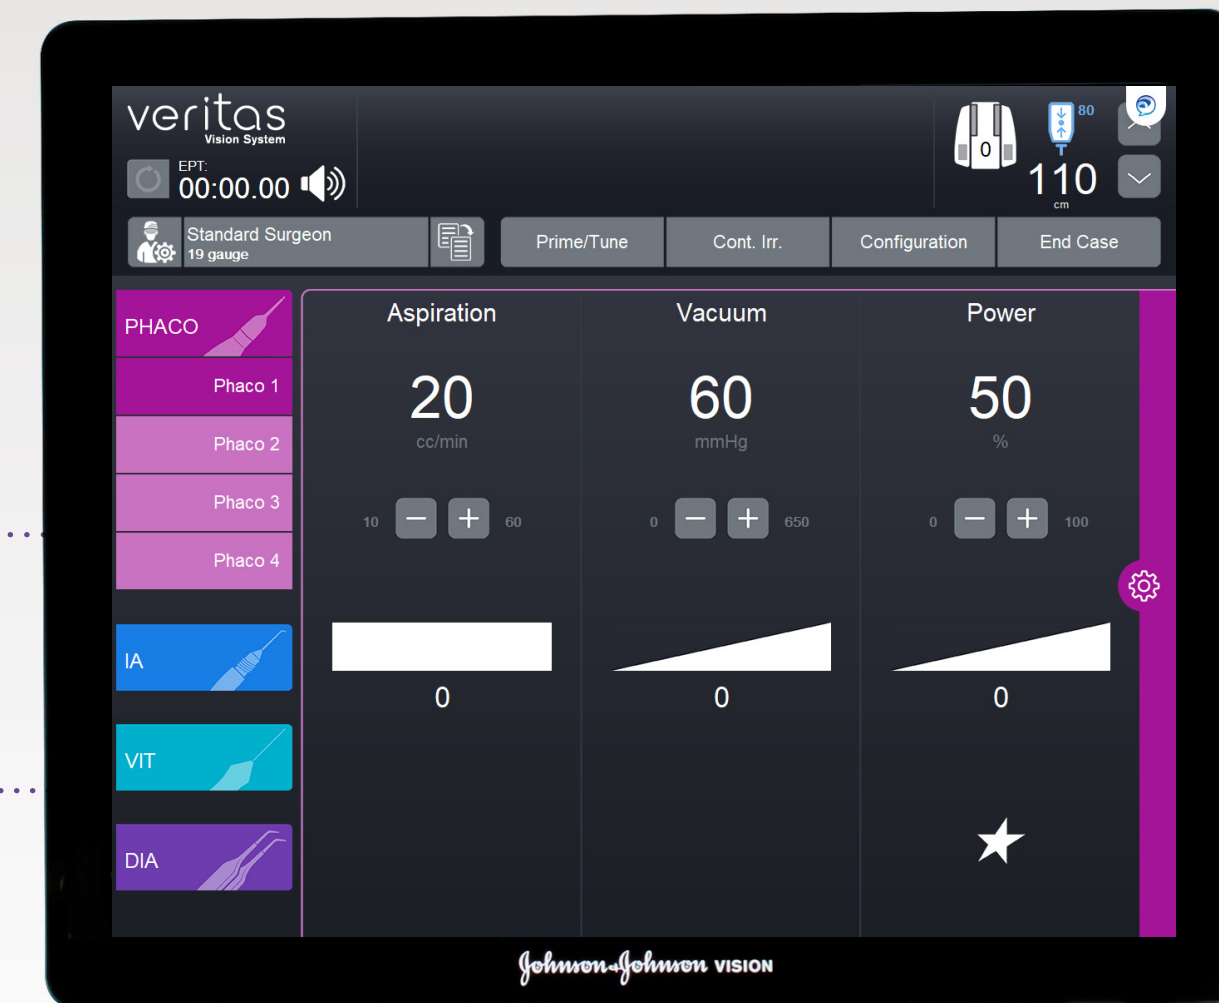 veritas
Vision System
EPT:
00:00.00
0
80
110
cm
Standard Surgeon
19 gauge
Prime/Tune
Cont. Irr.
Configuration
End Case
PHACO
Phaco 1
Phaco 2
Phaco 3
Phaco 4
IA
VIT
DIA
Aspiration
20
cc/min
10
60
0
Vacuum
60
mmHg
0
650
0
Power
50
%
0
100
0
Johnson&Johnson VISION